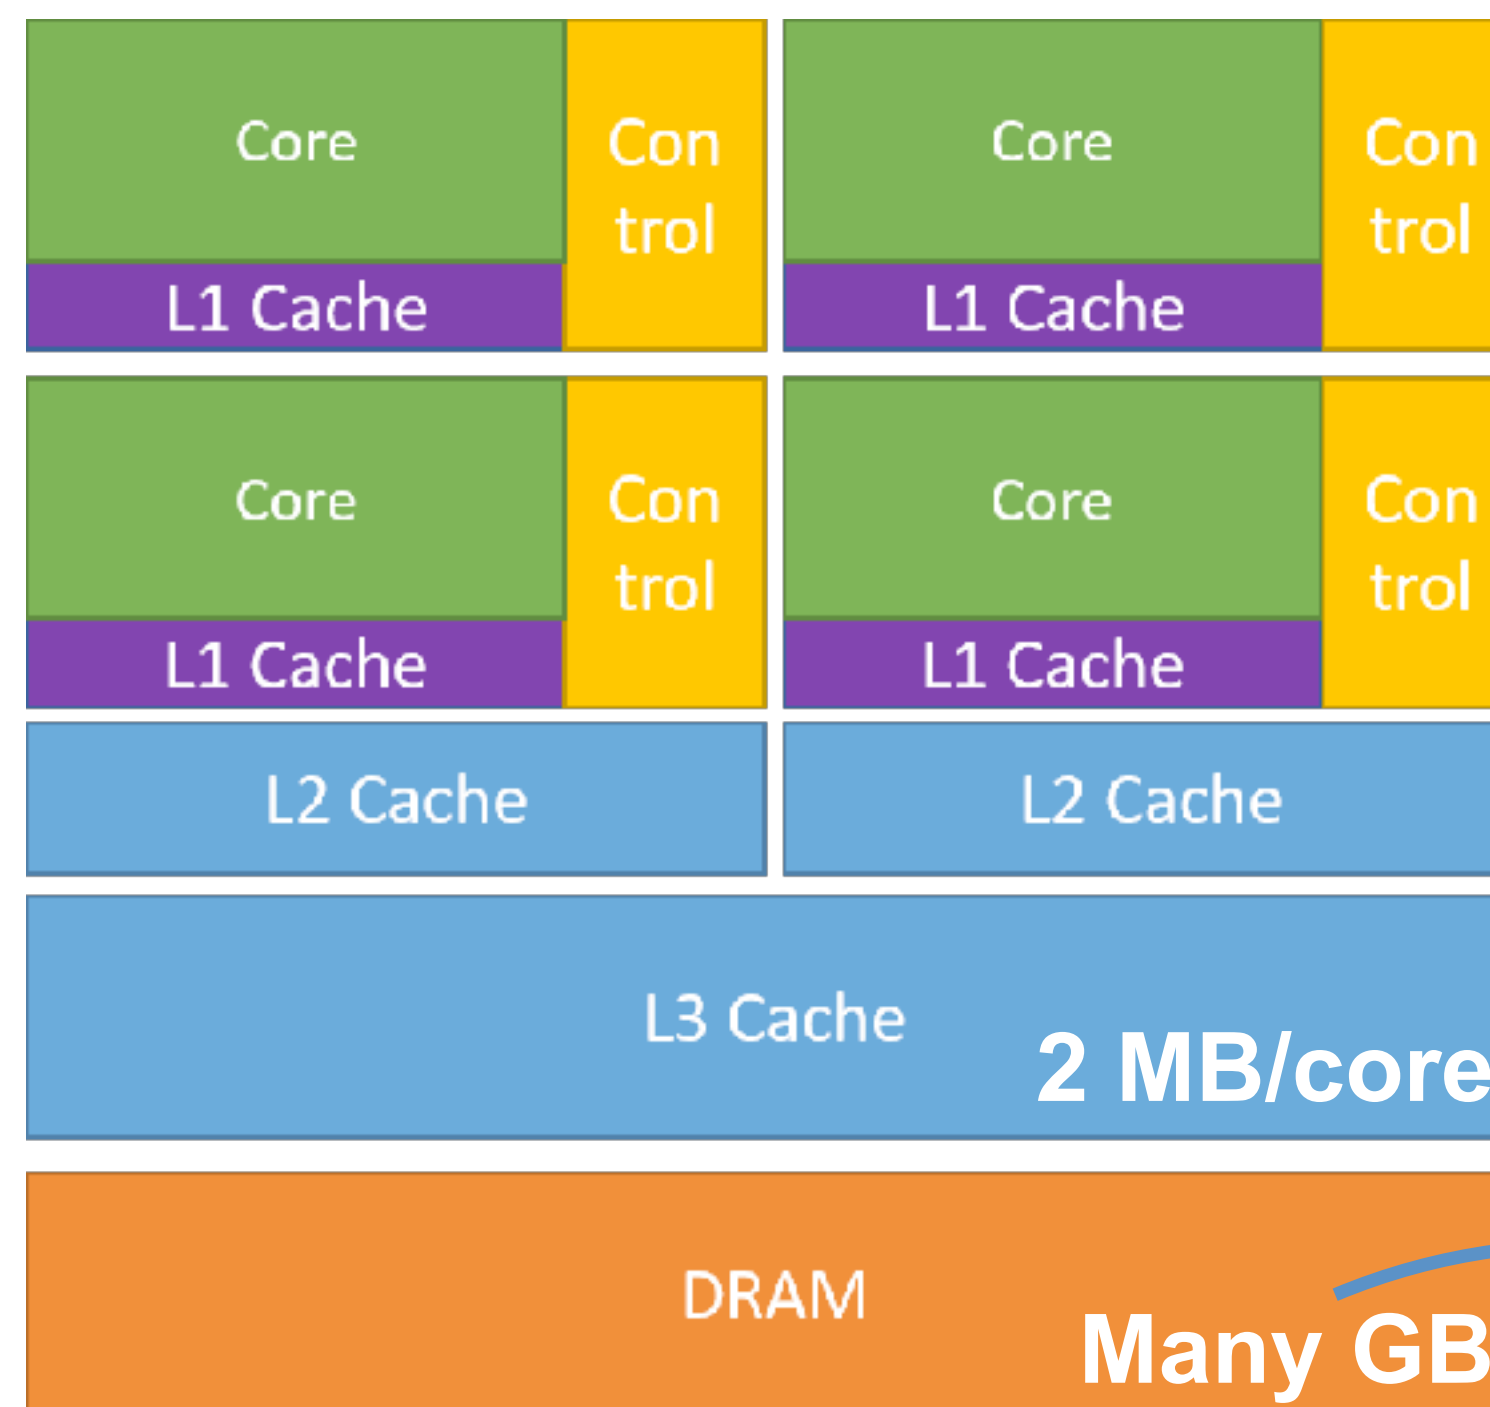 Core
Con
trol
L1 Cache
Core
Con
trol
L1 Cache
Core
Con
trol
L1 Cache
Core
Con
trol
L1 Cache
L2 Cache
L2 Cache
L3 Cache
2 MB/core
DRAM
Many GB